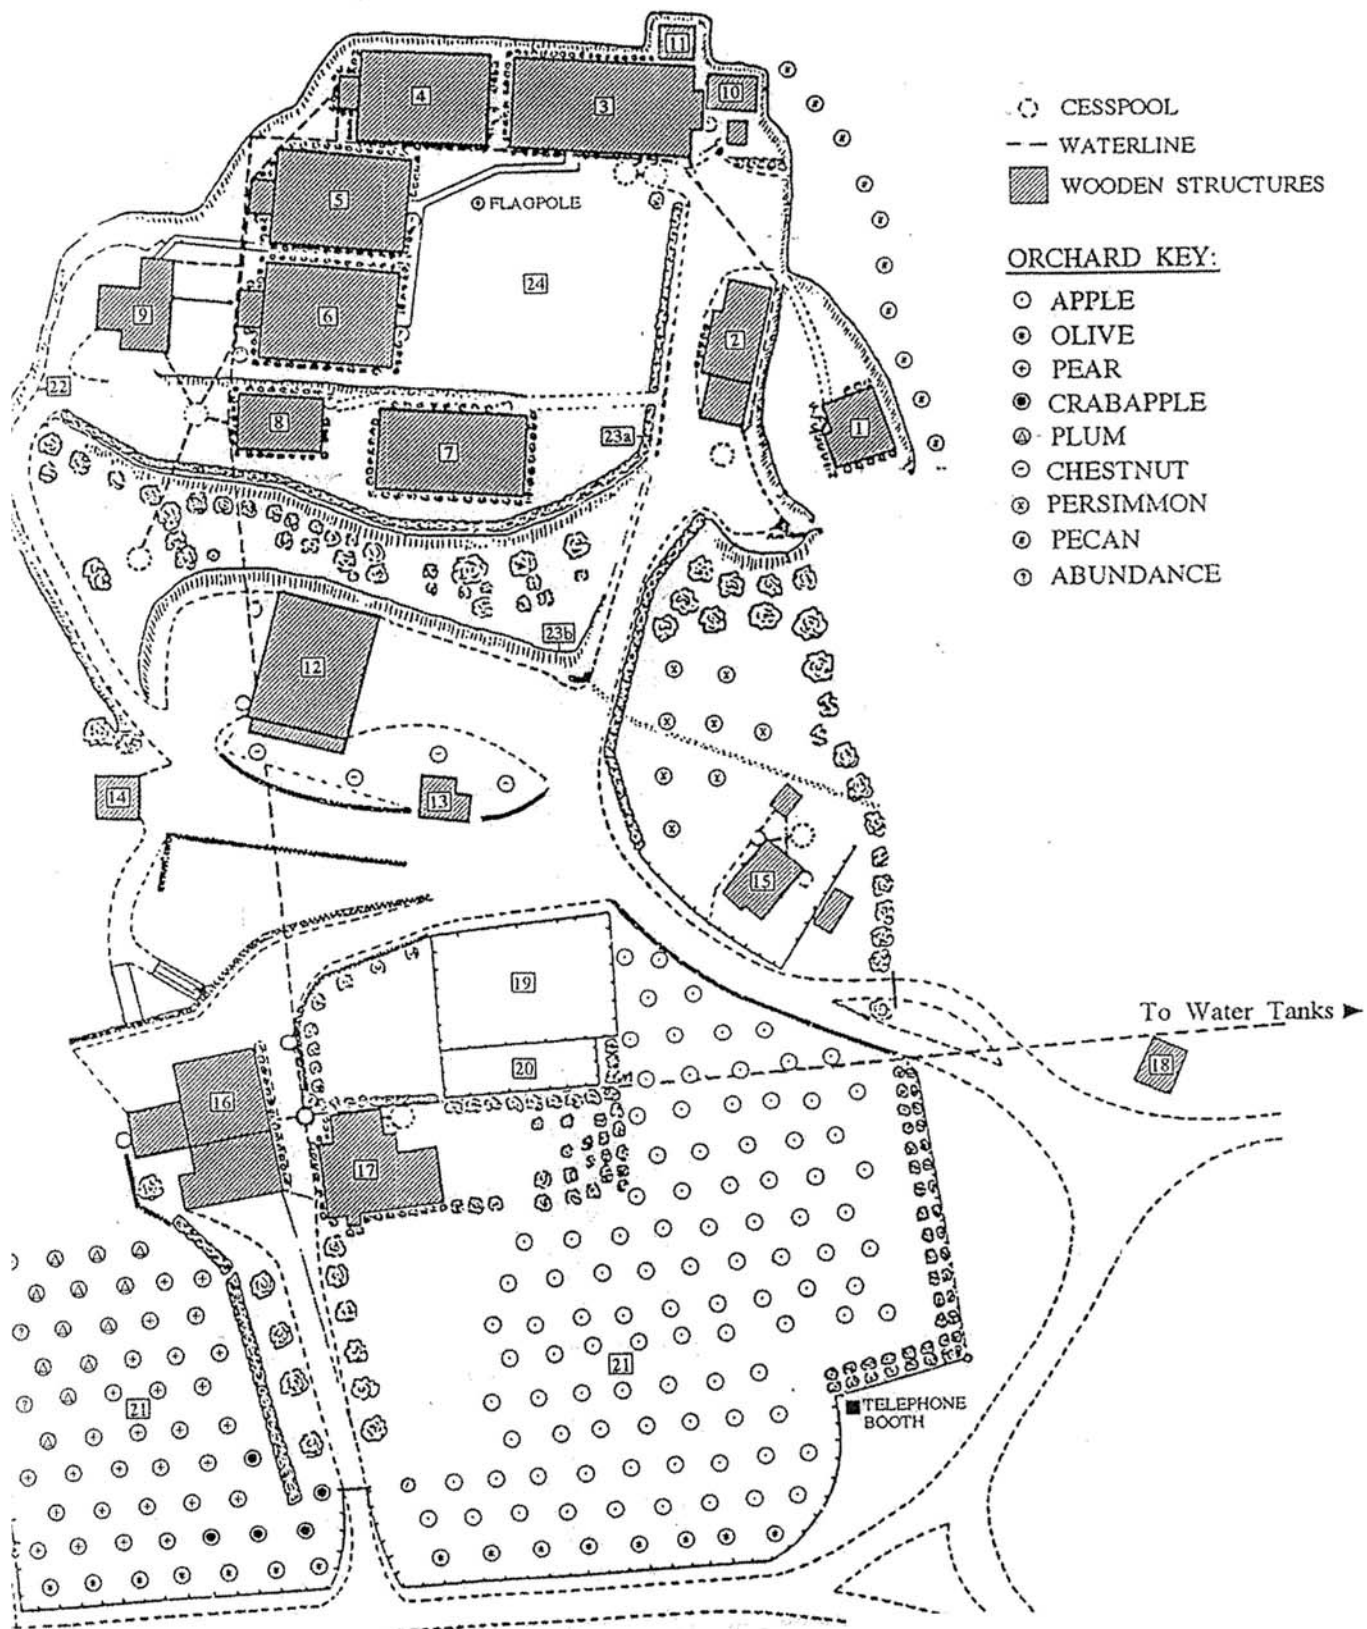 11
4
3
10
5
FLAGPOLE
24
9
6
2
22
8
7
23a
1
23b
12
14
13
15
19
20
18
16
17
21
21
To Water Tanks
TELEPHONE
BOOTH
CESSPOOL
WATERLINE
WOODEN STRUCTURES
ORCHARD KEY:
APPLE
OLIVE
PEAR
CRABAPPLE
PLUM
CHESTNUT
PERSIMMON
PECAN
ABUNDANCE